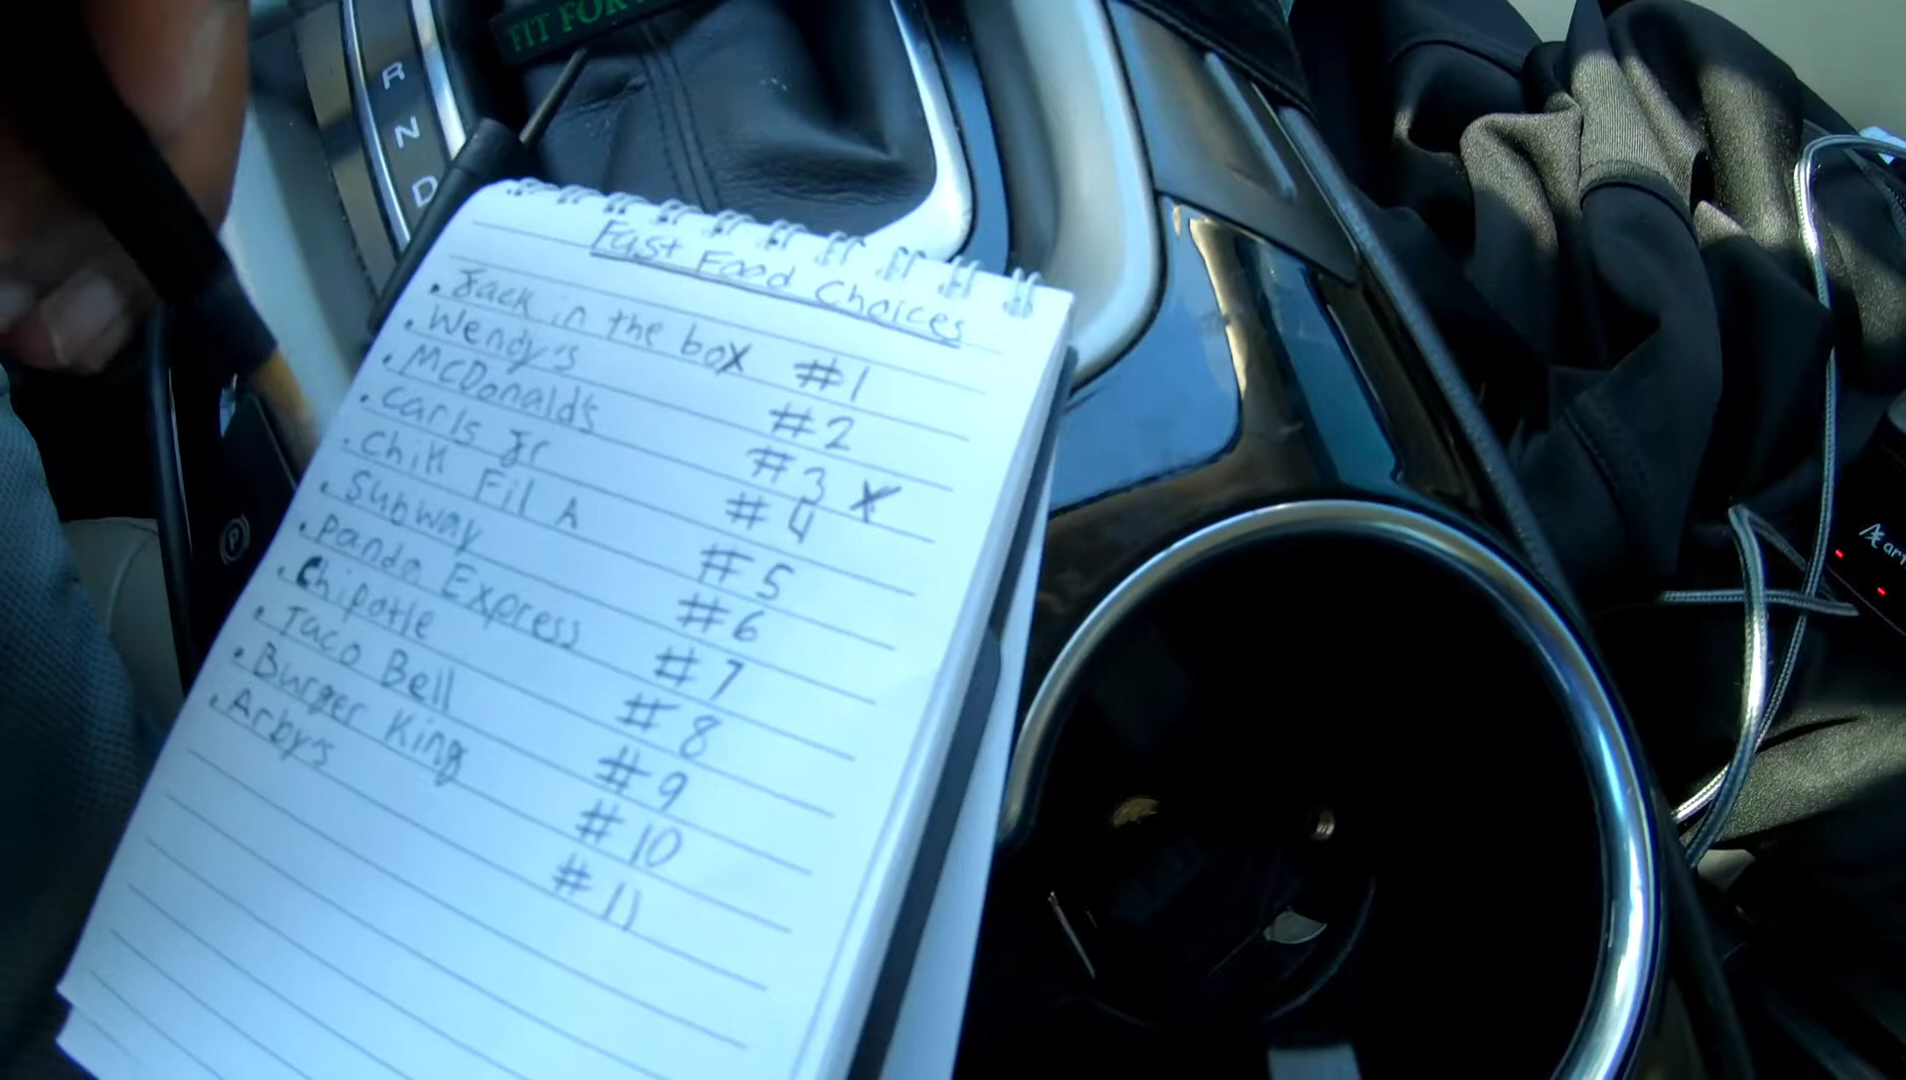 FIT FOR
R
N
D
Fast Food Choices
• Jack in the box #1
• Wendy's #2
• McDonald's #3 X
• Carls Jr #4
• Chik Fil A #5
• Subway #6
• Panda Express #7
• Chipotle #8
• Taco Bell #9
• Burger King #10
• Arby's #11
P